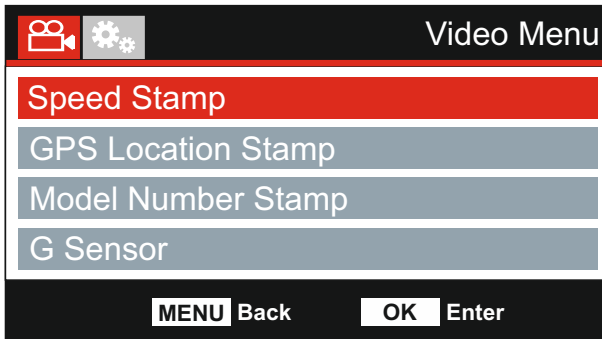 Video Menu
Speed Stamp
GPS Location Stamp
Model Number Stamp
G Sensor
MENU Back OK Enter